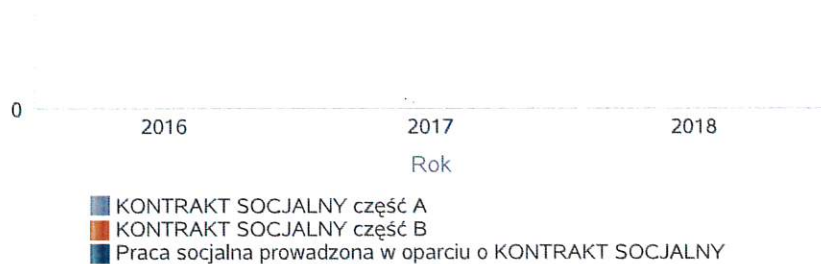 0
2016 2017 2018
Rok
KONTRAKT SOCJALNY część A
KONTRAKT SOCJALNY część B
Praca socjalna prowadzona w oparciu o KONTRAKT SOCJALNY